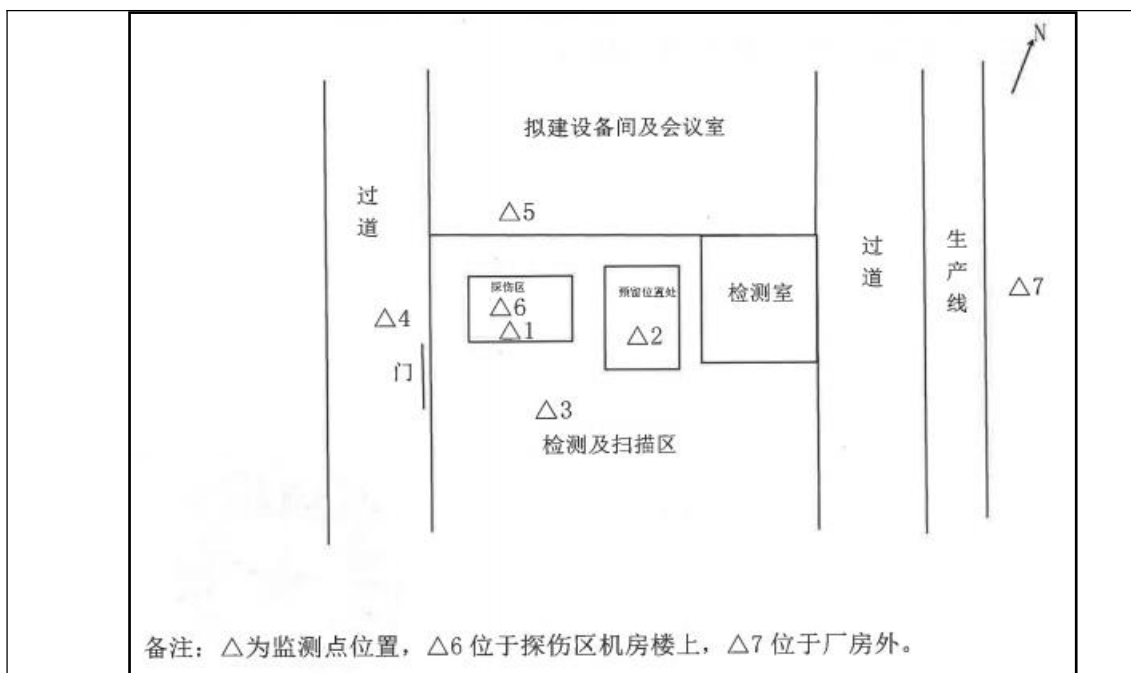 N
拟建设备间及会议室
过道
△5
过道
生产线
探伤区
△6
△1
预留位置处
△2
检测室
△7
△4
门
△3
检测及扫描区
备注：△为监测点位置，△6 位于探伤区机房楼上，△7 位于厂房外。